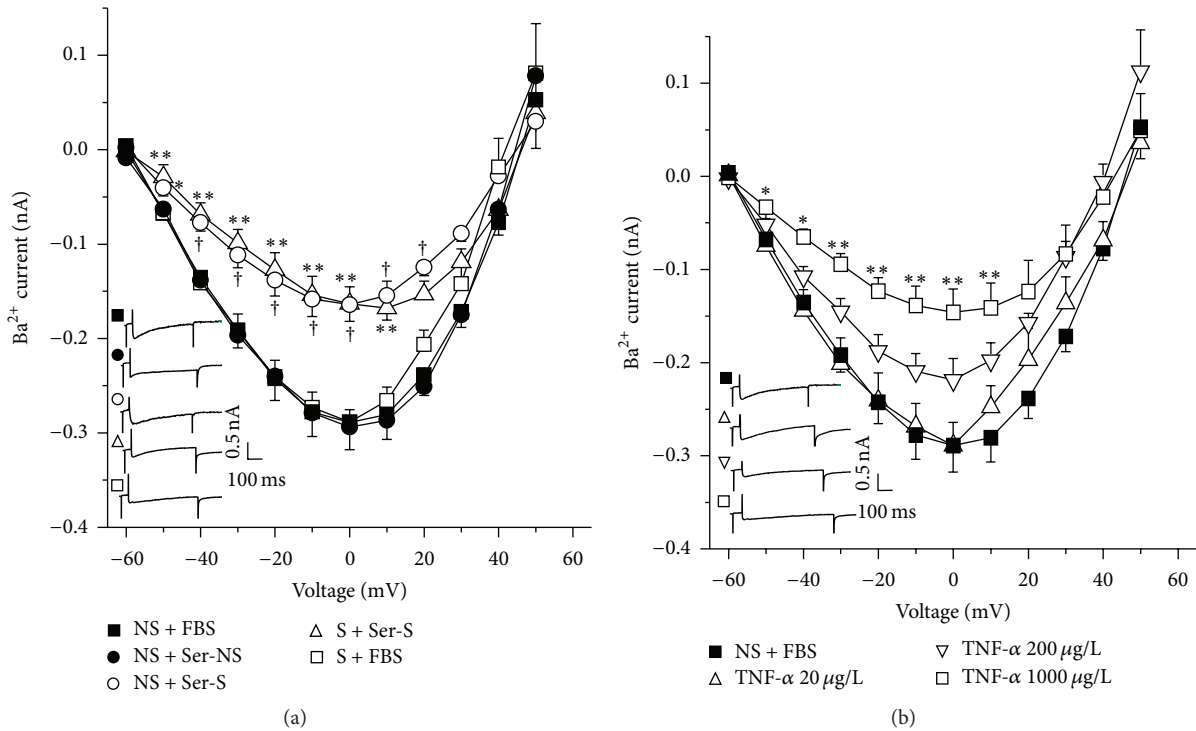 0.1
0.0
−0.1
−0.2
−0.3
−0.4
Ba2+ current (nA)
** * ** ** ** ** ** **
† † † † † † †
0.5 nA
100 ms
−60 −40 −20 0 20 40 60
Voltage (mV)
NS + FBS
NS + Ser-NS
NS + Ser-S
S + Ser-S
S + FBS
(a)
0.1
0.0
−0.1
−0.2
−0.3
−0.4
Ba2+ current (nA)
* * ** ** ** ** **
0.5 nA
100 ms
−60 −40 −20 0 20 40 60
Voltage (mV)
NS + FBS
TNF-α 20 μg/L
TNF-α 200 μg/L
TNF-α 1000 μg/L
(b)